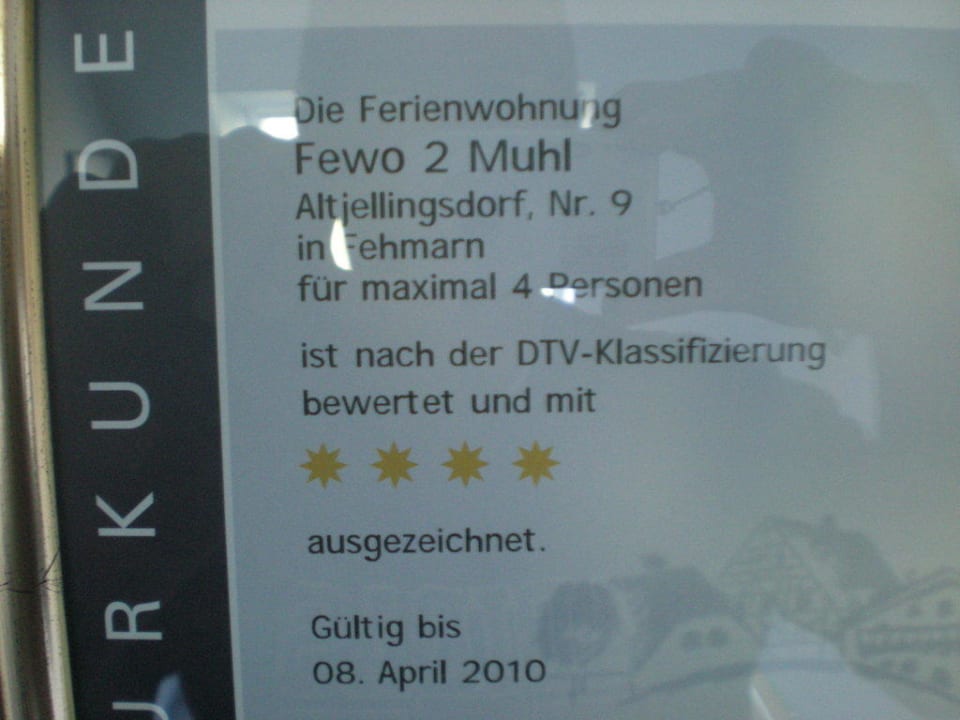 URKUNDE
Die Ferienwohnung
Fewo 2 Muhl
Altjellingsdorf, Nr. 9
in Fehmarn
für maximal 4 Personen
ist nach der DTV-Klassifizierung
bewertet und mit
ausgezeichnet.
Gültig bis
08. April 2010